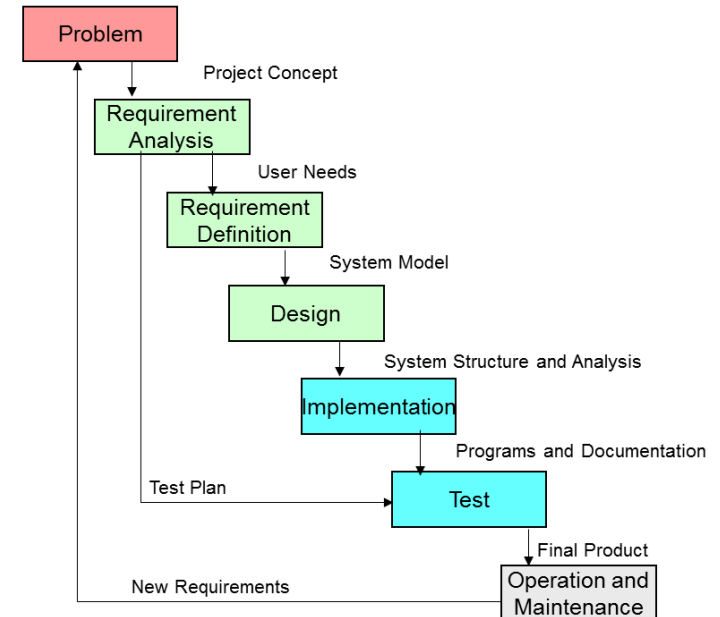 Problem
Project Concept
Requirement
Analysis
User Needs
Requirement
Definition
System Model
Design
System Structure and Analysis
Implementation
Programs and Documentation
Test Plan
Test
Final Product
New Requirements
Operation and
Maintenance